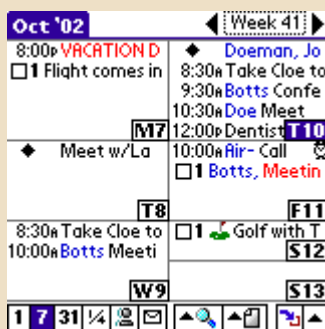 Oct '02
Week 41
8:00p VACATION D
1 Flight comes in
M7
Meet w/La
T8
8:30a Take Cloe to
10:00a Botts Meeti
W9
Doeman, Jo
8:30a Take Cloe to
9:30a Botts Confe
10:30a Doe Meet
12:00p Dentist T10
10:00a Air- Call
1 Botts, Meetin
F11
1 Golf with T
S12
S13
1 7 31 ¼